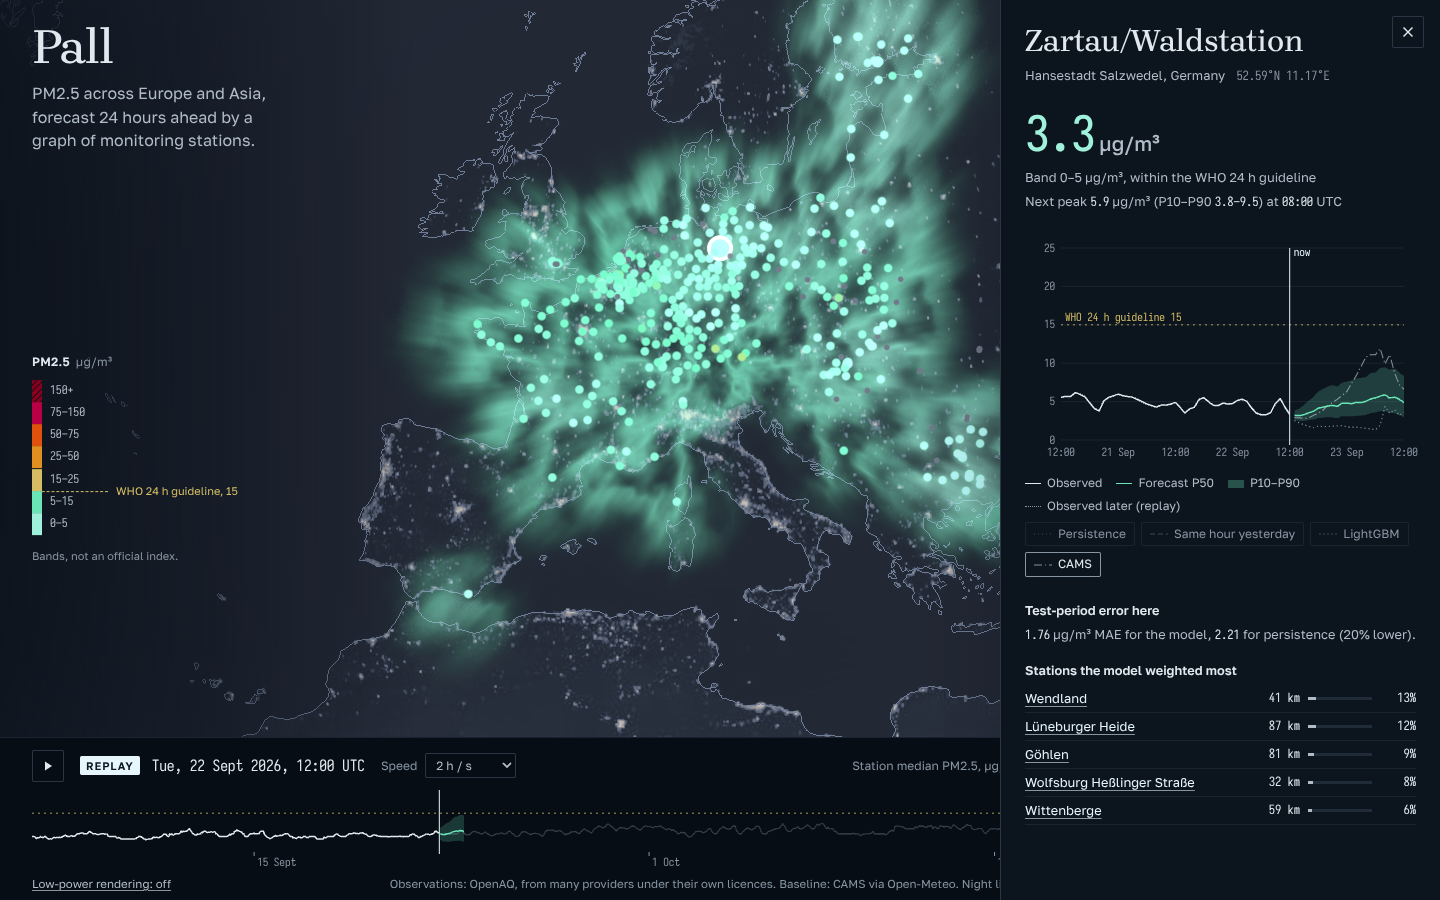 Pall
PM2.5 across Europe and Asia,
forecast 24 hours ahead by a
graph of monitoring stations.
PM2.5 µg/m³
150+
75–150
50–75
25–50
15–25
WHO 24 h guideline, 15
5–15
0–5
Bands, not an official index.
REPLAY Tue, 22 Sept 2026, 12:00 UTC Speed 2 h / s
Station median PM2.5, µg
15 Sept 1 Oct
Low-power rendering: off
Observations: OpenAQ, from many providers under their own licences. Baseline: CAMS via Open-Meteo. Night
Zartau/Waldstation
Hansestadt Salzwedel, Germany 52.59°N 11.17°E
3.3 µg/m³
Band 0–5 µg/m³, within the WHO 24 h guideline
Next peak 5.9 µg/m³ (P10–P90 3.8–9.5) at 08:00 UTC
25
now
20
WHO 24 h guideline 15
15
10
5
0
12:00 21 Sep 12:00 22 Sep 12:00 23 Sep 12:00
Observed Forecast P50 P10–P90
Observed later (replay)
Persistence Same hour yesterday LightGBM
CAMS
Test-period error here
1.76 µg/m³ MAE for the model, 2.21 for persistence (20% lower).
Stations the model weighted most
Wendland 41 km 13%
Lüneburger Heide 87 km 12%
Göhlen 81 km 9%
Wolfsburg Heßlinger Straße 32 km 8%
Wittenberge 59 km 6%